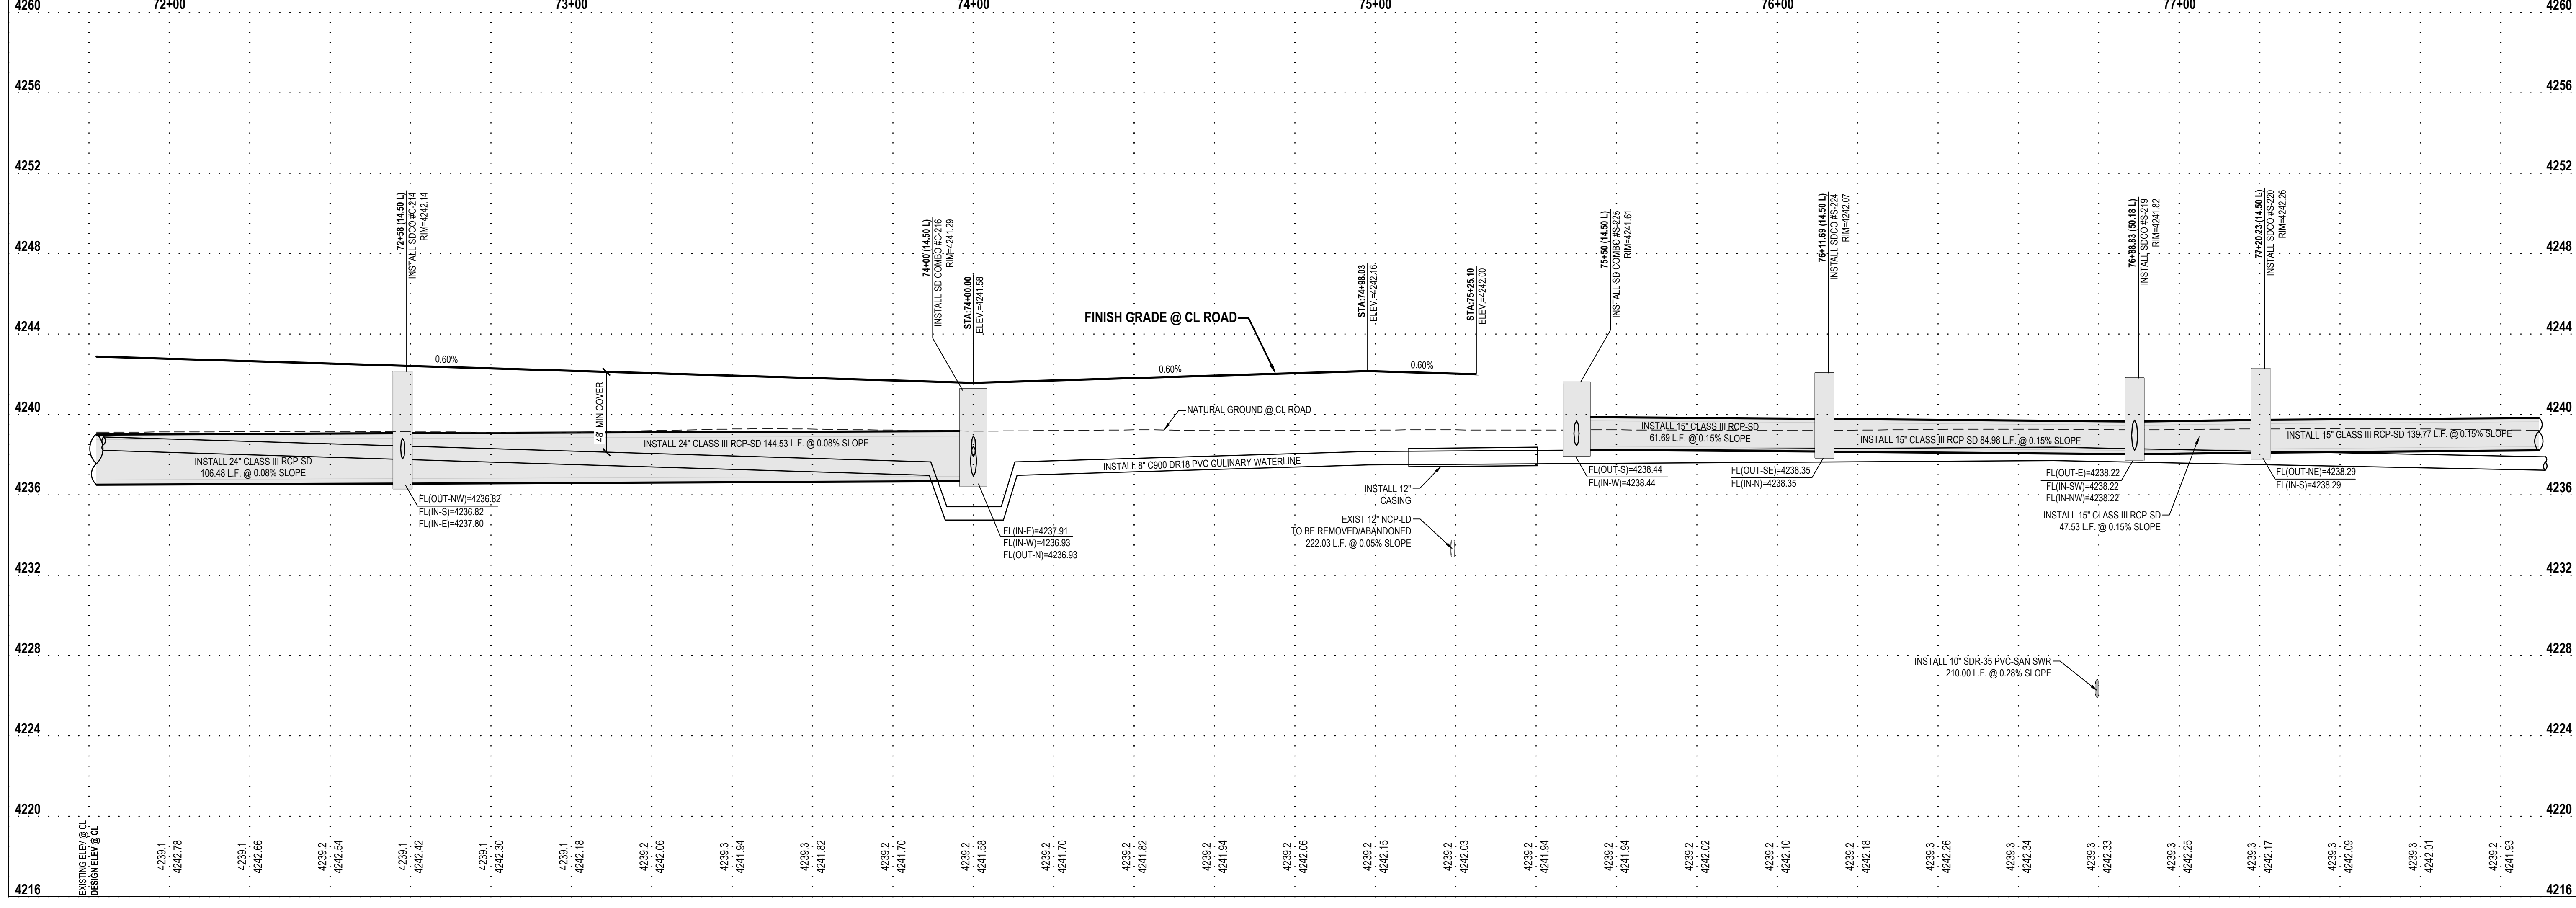 72+00 73+00 74+00 75+00 76+00 77+00
4260 4260
4256 4256
4252 4252
4248 4248
4244 4244
4240 4240
4236 4236
4232 4232
4228 4228
4224 4224
4220 4220
4216 4216
72+58 (14.50 L)
INSTALL SDCO #C-214
RIM=4242.14
74+00 (14.50 L)
INSTALL SD COMBO #C-216
RIM=4241.29
STA:74+00.00
ELEV.=4241.58
FINISH GRADE @ CL ROAD
STA:74+98.03
ELEV.=4242.16
STA:75+25.10
ELEV.=4242.00
75+50 (14.50 L)
INSTALL SD COMBO #S-225
RIM=4241.61
76+11.69 (14.50 L)
INSTALL SDCO #S-224
RIM=4242.07
76+88.83 (50.18 L)
INSTALL SDCO #S-219
RIM=4241.82
77+20.23 (14.50 L)
INSTALL SDCO #S-220
RIM=4242.26
0.60%
0.60%
0.60%
48" MIN COVER
NATURAL GROUND @ CL ROAD
INSTALL 24" CLASS III RCP-SD
106.48 L.F. @ 0.08% SLOPE
INSTALL 24" CLASS III RCP-SD 144.53 L.F. @ 0.08% SLOPE
INSTALL 8" C900 DR18 PVC CULINARY WATERLINE
INSTALL 15" CLASS III RCP-SD
61.69 L.F. @ 0.15% SLOPE
INSTALL 15" CLASS III RCP-SD 84.98 L.F. @ 0.15% SLOPE
INSTALL 15" CLASS III RCP-SD 139.77 L.F. @ 0.15% SLOPE
FL(OUT-NW)=4236.82
FL(IN-S)=4236.82
FL(IN-E)=4237.80
FL(IN-E)=4237.91
FL(IN-W)=4236.93
FL(OUT-N)=4236.93
INSTALL 12"
CASING
EXIST 12" NCP-LD
TO BE REMOVED/ABANDONED
222.03 L.F. @ 0.05% SLOPE
FL(OUT-S)=4238.44
FL(IN-W)=4238.44
FL(OUT-SE)=4238.35
FL(IN-N)=4238.35
FL(OUT-E)=4238.22
FL(IN-SW)=4238.22
FL(IN-NW)=4238.22
INSTALL 15" CLASS III RCP-SD
47.53 L.F. @ 0.15% SLOPE
FL(OUT-NE)=4238.29
FL(IN-S)=4238.29
INSTALL 10" SDR-35 PVC-SAN SWR
210.00 L.F. @ 0.28% SLOPE
EXISTING ELEV @ CL
DESIGN ELEV @ CL
4239.1
4242.78
4239.1
4242.66
4239.2
4242.54
4239.1
4242.42
4239.1
4242.30
4239.1
4242.18
4239.2
4242.06
4239.3
4241.94
4239.3
4241.82
4239.2
4241.70
4239.2
4241.58
4239.2
4241.70
4239.2
4241.82
4239.2
4241.94
4239.2
4242.06
4239.2
4242.15
4239.2
4242.03
4239.2
4241.94
4239.2
4241.94
4239.2
4242.02
4239.2
4242.10
4239.2
4242.18
4239.3
4242.26
4239.3
4242.34
4239.3
4242.33
4239.3
4242.25
4239.3
4242.17
4239.3
4242.09
4239.3
4242.01
4239.2
4241.93